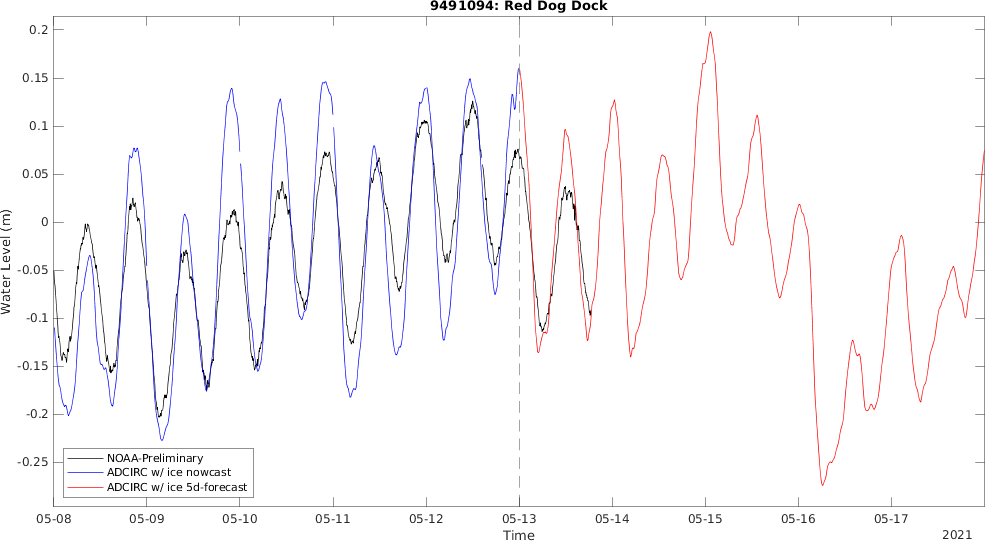 9491094: Red Dog Dock
0.2
0.15
0.1
0.05
0
-0.05
-0.1
-0.15
-0.2
-0.25
Water Level (m)
NOAA-Preliminary
ADCIRC w/ ice nowcast
ADCIRC w/ ice 5d-forecast
05-08 05-09 05-10 05-11 05-12 05-13 05-14 05-15 05-16 05-17
Time
2021